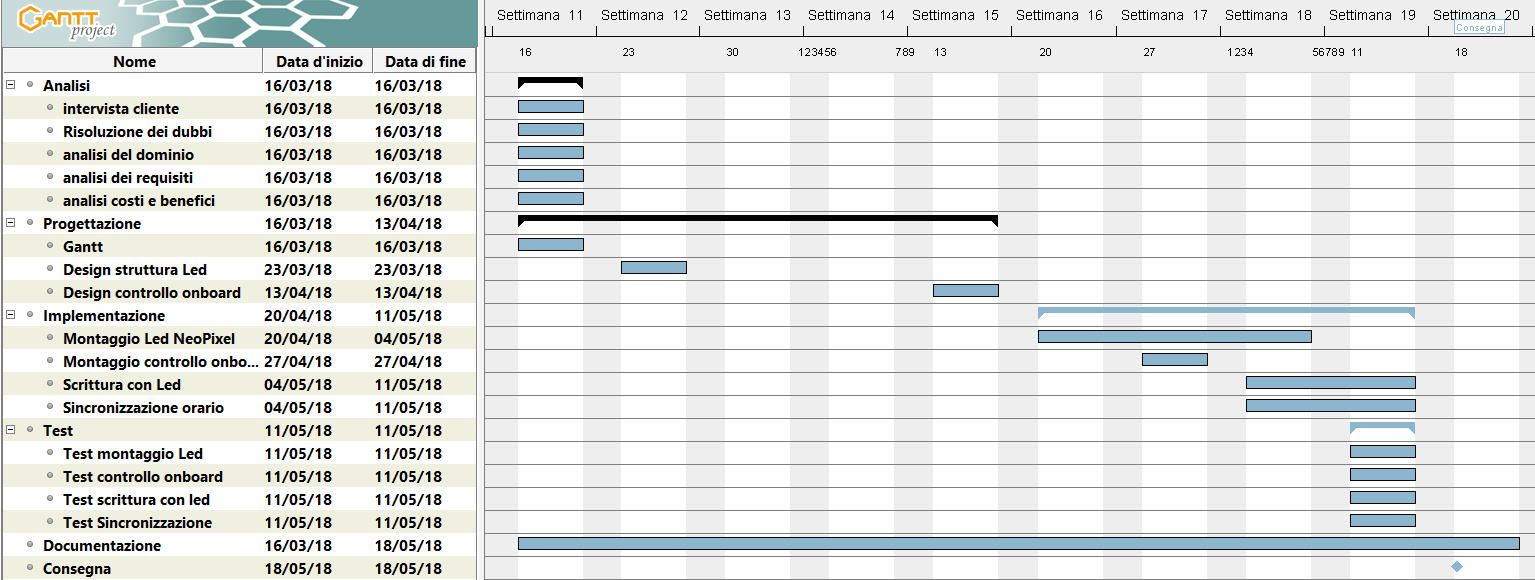 GANTT
project
Settimana 11 Settimana 12 Settimana 13 Settimana 14 Settimana 15 Settimana 16 Settimana 17 Settimana 18 Settimana 19 Settimana 20
Consegna
16 23 30 123456 789 13 20 27 1234 56789 11 18
Nome Data d'inizio Data di fine
Analisi 16/03/18 16/03/18
intervista cliente 16/03/18 16/03/18
Risoluzione dei dubbi 16/03/18 16/03/18
analisi del dominio 16/03/18 16/03/18
analisi dei requisiti 16/03/18 16/03/18
analisi costi e benefici 16/03/18 16/03/18
Progettazione 16/03/18 13/04/18
Gantt 16/03/18 16/03/18
Design struttura Led 23/03/18 23/03/18
Design controllo onboard 13/04/18 13/04/18
Implementazione 20/04/18 11/05/18
Montaggio Led NeoPixel 20/04/18 04/05/18
Montaggio controllo onbo... 27/04/18 27/04/18
Scrittura con Led 04/05/18 11/05/18
Sincronizzazione orario 04/05/18 11/05/18
Test 11/05/18 11/05/18
Test montaggio Led 11/05/18 11/05/18
Test controllo onboard 11/05/18 11/05/18
Test scrittura con led 11/05/18 11/05/18
Test Sincronizzazione 11/05/18 11/05/18
Documentazione 16/03/18 18/05/18
Consegna 18/05/18 18/05/18